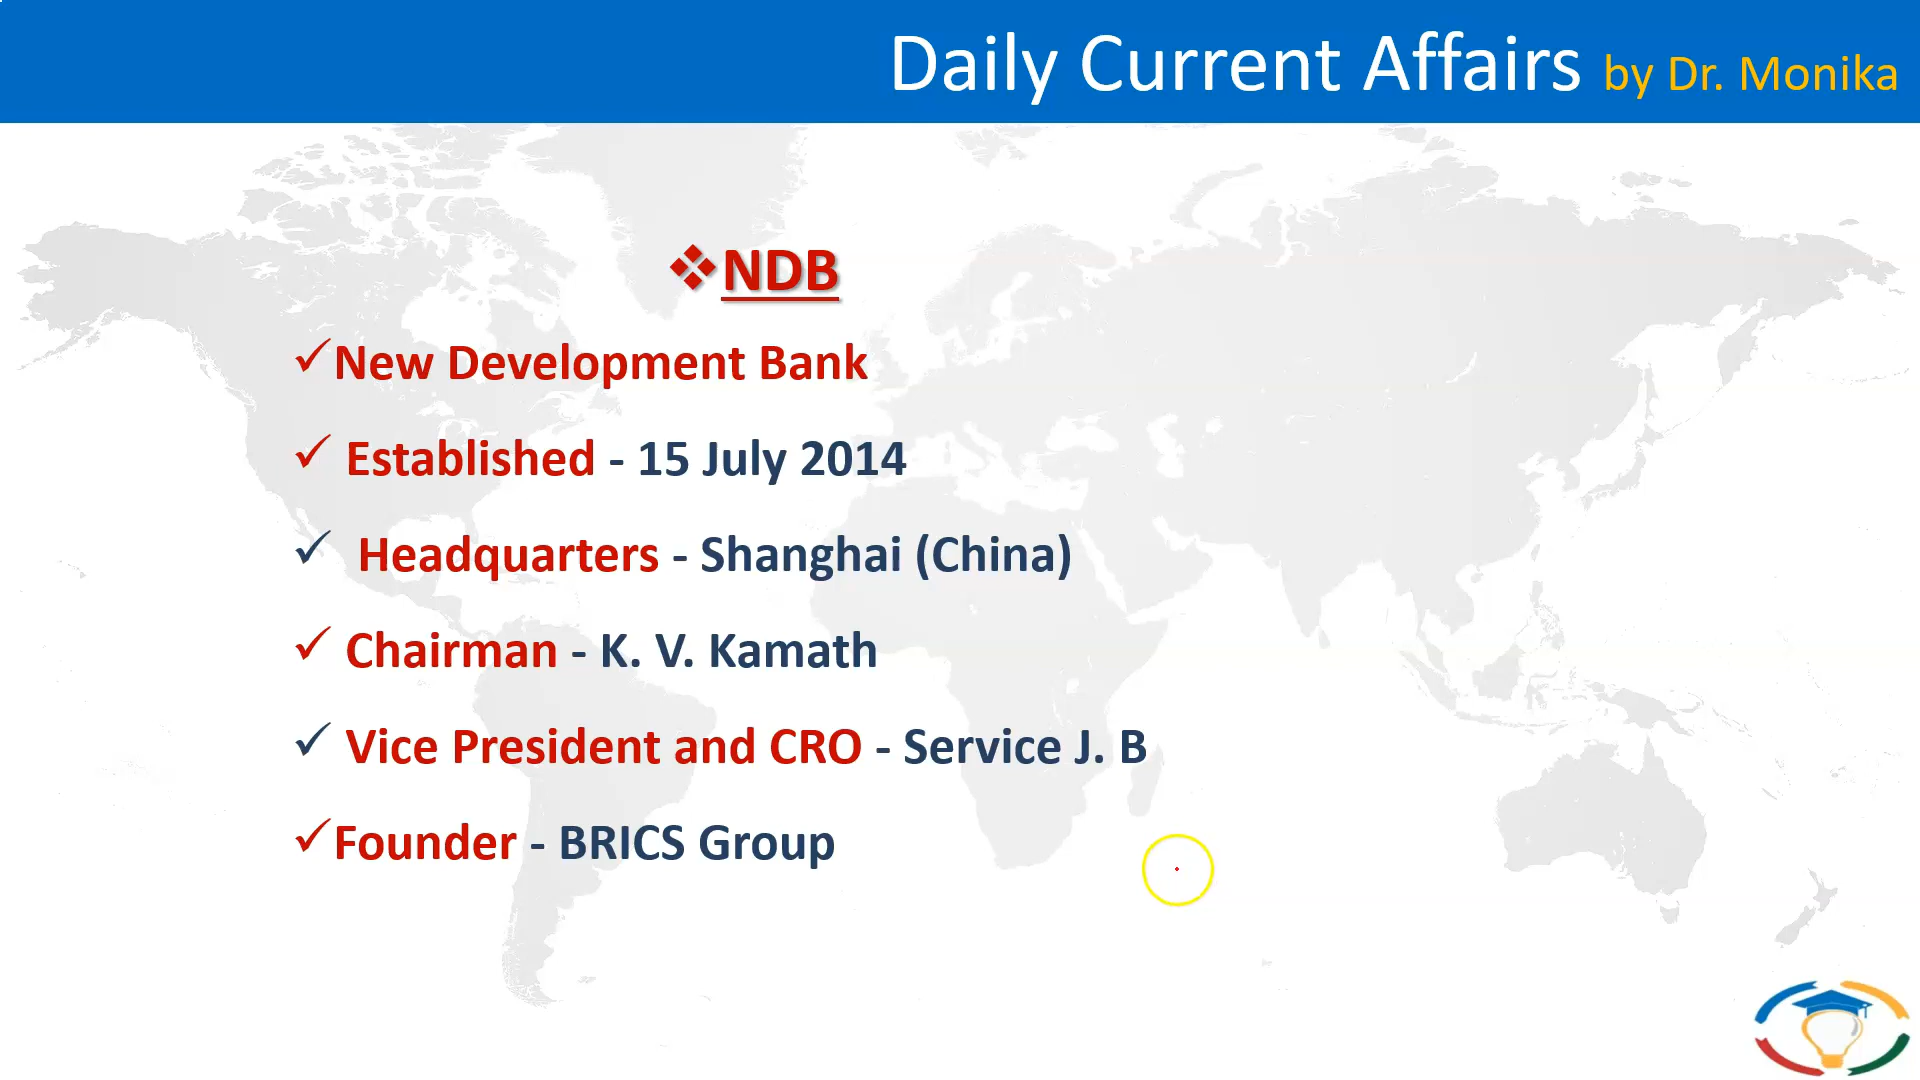 Daily Current Affairs by Dr. Monika
NDB
New Development Bank
Established - 15 July 2014
Headquarters - Shanghai (China)
Chairman - K. V. Kamath
Vice President and CRO - Service J. B
Founder - BRICS Group